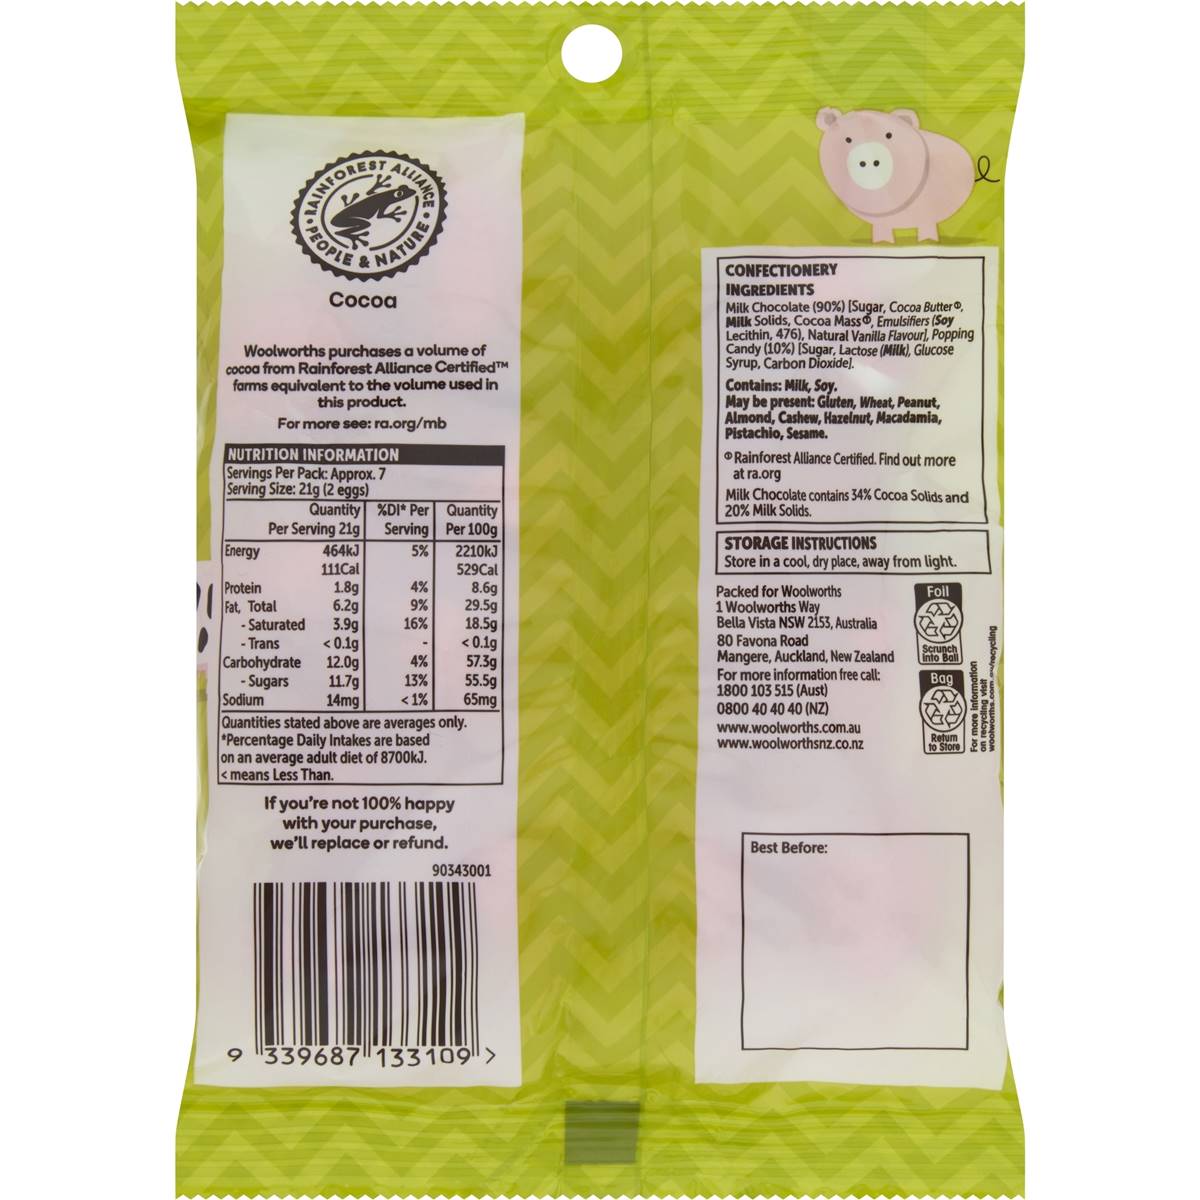 RAINFOREST ALLIANCE
• PEOPLE & NATURE •
Cocoa
Woolworths purchases a volume of
cocoa from Rainforest Alliance Certified™
farms equivalent to the volume used in
this product.
For more see: ra.org/mb
NUTRITION INFORMATION
Servings Per Pack: Approx. 7
Serving Size: 21g (2 eggs)
Quantity %DI* Per Quantity
Per Serving 21g Serving Per 100g
Energy 464kJ 5% 2210kJ
111Cal 529Cal
Protein 1.8g 4% 8.6g
Fat, Total 6.2g 9% 29.5g
- Saturated 3.9g 16% 18.5g
- Trans < 0.1g - < 0.1g
Carbohydrate 12.0g 4% 57.3g
- Sugars 11.7g 13% 55.5g
Sodium 14mg < 1% 65mg
Quantities stated above are averages only.
*Percentage Daily Intakes are based
on an average adult diet of 8700kJ.
< means Less Than.
If you're not 100% happy
with your purchase,
we'll replace or refund.
90343001
9 339687 133109 >
CONFECTIONERY
INGREDIENTS
Milk Chocolate (90%) [Sugar, Cocoa Butter⁠Ⓡ,
Milk Solids, Cocoa MassⓇ, Emulsifiers (Soy
Lecithin, 476), Natural Vanilla Flavour], Popping
Candy (10%) [Sugar, Lactose (Milk), Glucose
Syrup, Carbon Dioxide].
Contains: Milk, Soy.
May be present: Gluten, Wheat, Peanut,
Almond, Cashew, Hazelnut, Macadamia,
Pistachio, Sesame.
Rainforest Alliance Certified. Find out more
at ra.org
Milk Chocolate contains 34% Cocoa Solids and
20% Milk Solids.
STORAGE INSTRUCTIONS
Store in a cool, dry place, away from light.
Packed for Woolworths
1 Woolworths Way
Bella Vista NSW 2153, Australia
80 Favona Road
Mangere, Auckland, New Zealand
For more information free call:
1800 103 515 (Aust)
0800 40 40 40 (NZ)
www.woolworths.com.au
www.woolworthsnz.co.nz
Foil
Scrunch
Into Ball
Bag
Return
to Store
For more information
on recycling visit
woolworths.com.au/recycling
Best Before: